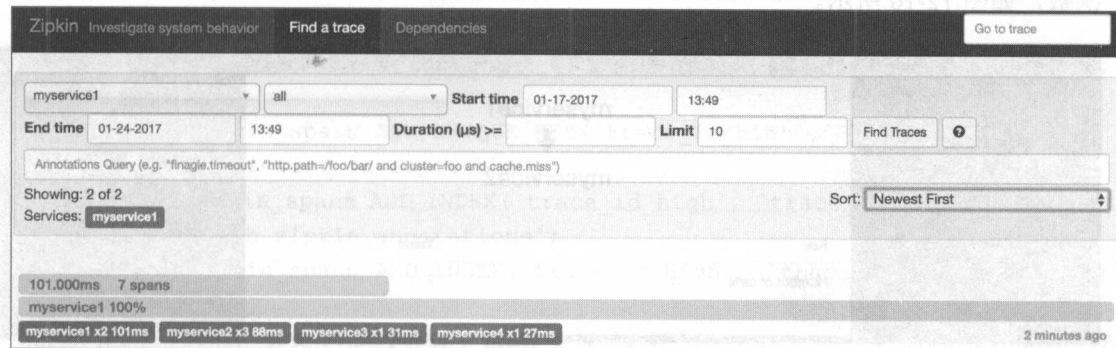 Zipkin Investigate system behavior Find a trace Dependencies Go to trace
myservice1 all Start time 01-17-2017 13:49
End time 01-24-2017 13:49 Duration (µs) >= Limit 10 Find Traces
Annotations Query (e.g. "finagle.timeout", "http.path=/foo/bar/ and cluster=foo and cache.miss")
Showing: 2 of 2 Sort: Newest First
Services: myservice1
101.000ms 7 spans
myservice1 100%
myservice1 x2 101ms myservice2 x3 88ms myservice3 x1 31ms myservice4 x1 27ms 2 minutes ago